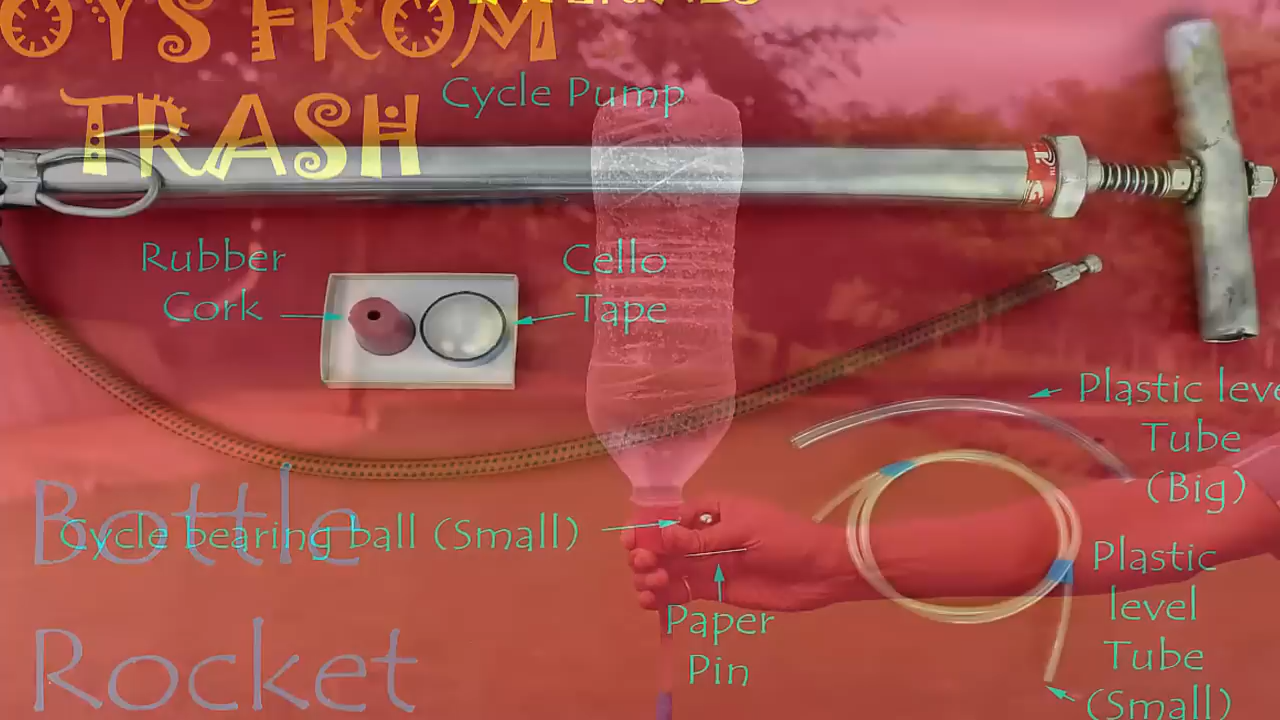 OYS FROM
TRASH
Cycle Pump
Rubber
Cork
Cello
Tape
Plastic leve
Tube
(Big)
Bottle
Cycle bearing ball (Small)
Plastic
level
Tube
(Small)
Paper
Pin
Rocket